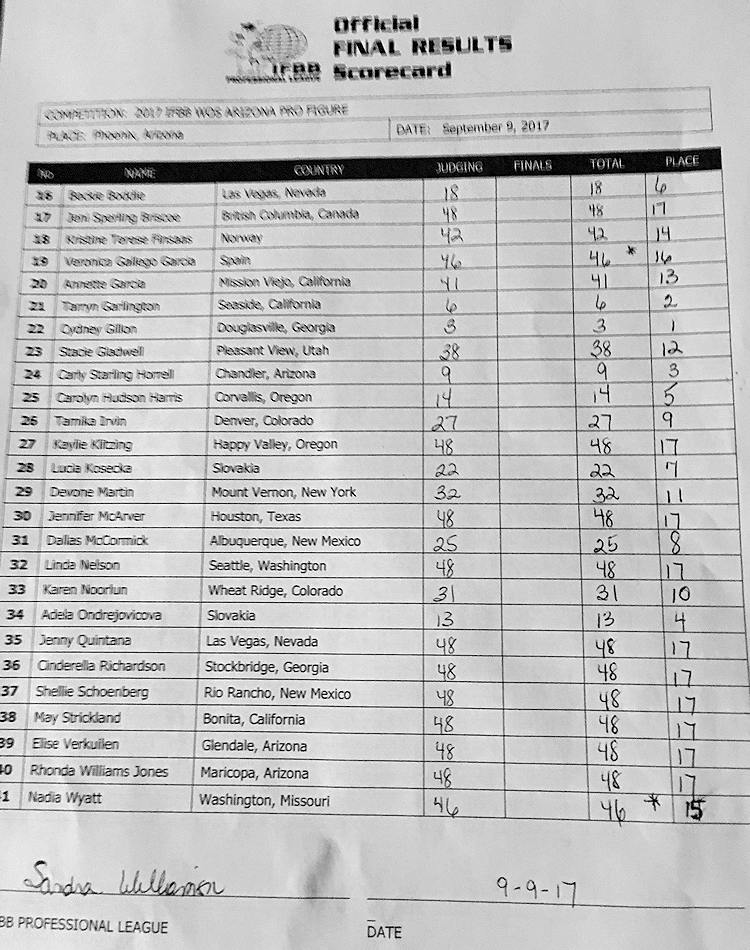 Official
FINAL RESULTS
IFBB Scorecard
PROFESSIONAL LEAGUE
COMPETITION: 2017 IFBB WOS ARIZONA PRO FIGURE
PLACE: Phoenix, Arizona DATE: September 9, 2017
No NAME COUNTRY JUDGING FINALS TOTAL PLACE
16 Beckie Boddie Las Vegas, Nevada 18 18 6
17 Jeni Sperling Briscoe British Columbia, Canada 48 48 17
18 Kristine Terese Finsaas Norway 42 42 14
19 Veronica Gallego Garcia Spain 46 46 * 16
20 Annette Garcia Mission Viejo, California 41 41 13
21 Tarryn Garlington Seaside, California 6 6 2
22 Cydney Gillon Douglasville, Georgia 3 3 1
23 Stacie Gladwell Pleasant View, Utah 38 38 12
24 Carly Starling Horrell Chandler, Arizona 9 9 3
25 Carolyn Hudson Harris Corvallis, Oregon 14 14 5
26 Tamika Irvin Denver, Colorado 27 27 9
27 Kaylie Kitzing Happy Valley, Oregon 48 48 17
28 Lucia Kosecka Slovakia 22 22 7
29 Devone Martin Mount Vernon, New York 32 32 11
30 Jennifer McArver Houston, Texas 48 48 17
31 Dallas McCormick Albuquerque, New Mexico 25 25 8
32 Linda Nelson Seattle, Washington 48 48 17
33 Karen Noorlun Wheat Ridge, Colorado 31 31 10
34 Adela Ondrejovicova Slovakia 13 13 4
35 Jenny Quintana Las Vegas, Nevada 48 48 17
36 Cinderella Richardson Stockbridge, Georgia 48 48 17
37 Shellie Schoenberg Rio Rancho, New Mexico 48 48 17
38 May Strickland Bonita, California 48 48 17
39 Elise Verkuilen Glendale, Arizona 48 48 17
40 Rhonda Williams Jones Maricopa, Arizona 48 48 17
1 Nadia Wyatt Washington, Missouri 46 46 * 15
Sandra Williamson 9-9-17
BB PROFESSIONAL LEAGUE DATE